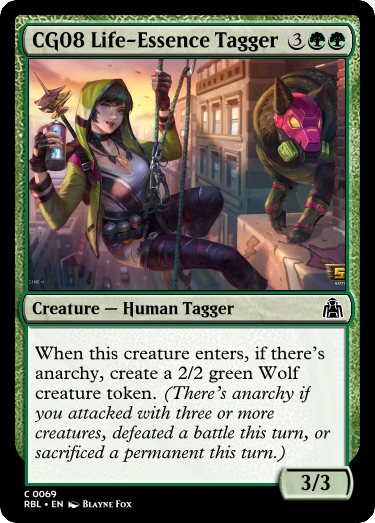 CG08 Life-Essence Tagger 3
Creature — Human Tagger
When this creature enters, if there's
anarchy, create a 2/2 green Wolf
creature token. (There's anarchy if
you attacked with three or more
creatures, defeated a battle this turn, or
sacrificed a permanent this turn.)
3/3
C 0069
RBL • EN Blayne Fox